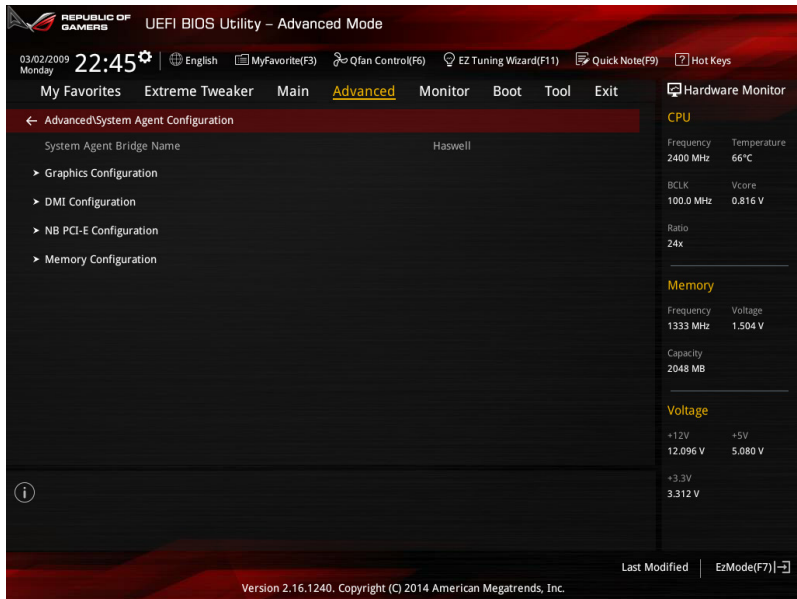 REPUBLIC OF
GAMERS
UEFI BIOS Utility – Advanced Mode
03/02/2009
Monday
22:45
English
MyFavorite(F3)
Qfan Control(F6)
EZ Tuning Wizard(F11)
Quick Note(F9)
? Hot Keys
My Favorites
Extreme Tweaker
Main
Advanced
Monitor
Boot
Tool
Exit
Hardware Monitor
Advanced\System Agent Configuration
System Agent Bridge Name
Haswell
Graphics Configuration
DMI Configuration
NB PCI-E Configuration
Memory Configuration
CPU
Frequency Temperature
2400 MHz 66°C
BCLK Vcore
100.0 MHz 0.816 V
Ratio
24x
Memory
Frequency Voltage
1333 MHz 1.504 V
Capacity
2048 MB
Voltage
+12V +5V
12.096 V 5.080 V
+3.3V
3.312 V
Last Modified
EzMode(F7)
Version 2.16.1240. Copyright (C) 2014 American Megatrends, Inc.